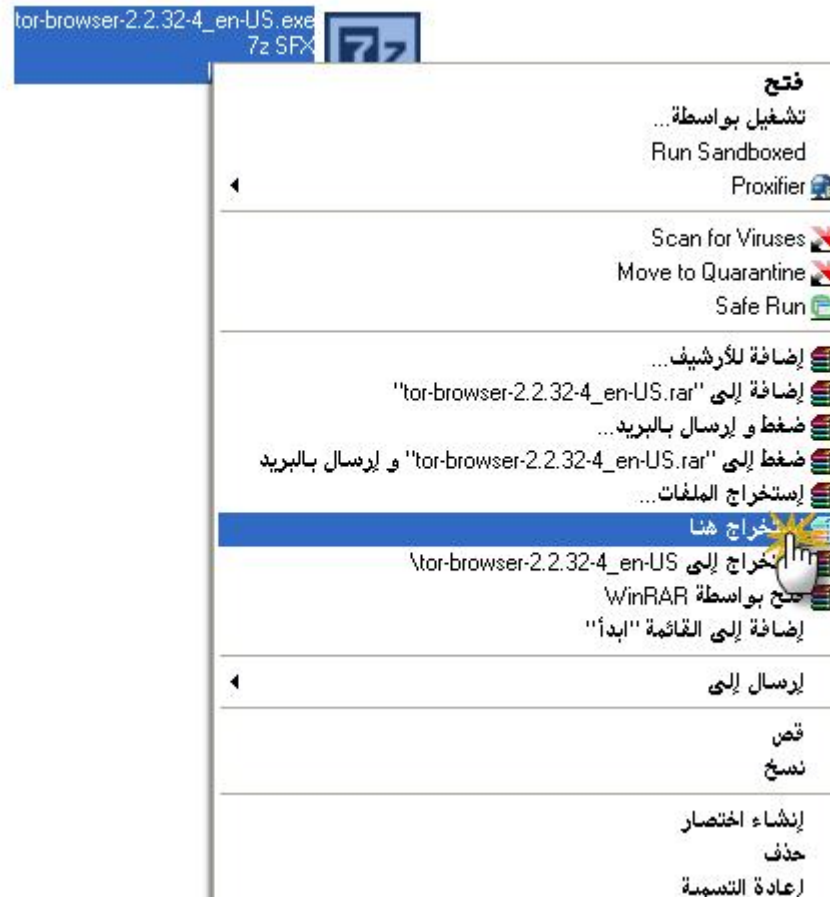 tor-browser-2.2.32-4_en-US.exe
7z SFX
7z
فتح
تشغيل بواسطة...
Run Sandboxed
Proxifier
Scan for Viruses
Move to Quarantine
Safe Run
إضافة للأرشيف...
إضافة إلى "tor-browser-2.2.32-4_en-US.rar"
ضغط و إرسال بالبريد...
ضغط إلى "tor-browser-2.2.32-4_en-US.rar" و إرسال بالبريد
إستخراج الملفات...
هنا
إلى tor-browser-2.2.32-4_en-US\
فتح بواسطة WinRAR
إضافة إلى القائمة "ابدأ"
إرسال إلى
قص
نسخ
إنشاء اختصار
حذف
إعادة التسمية